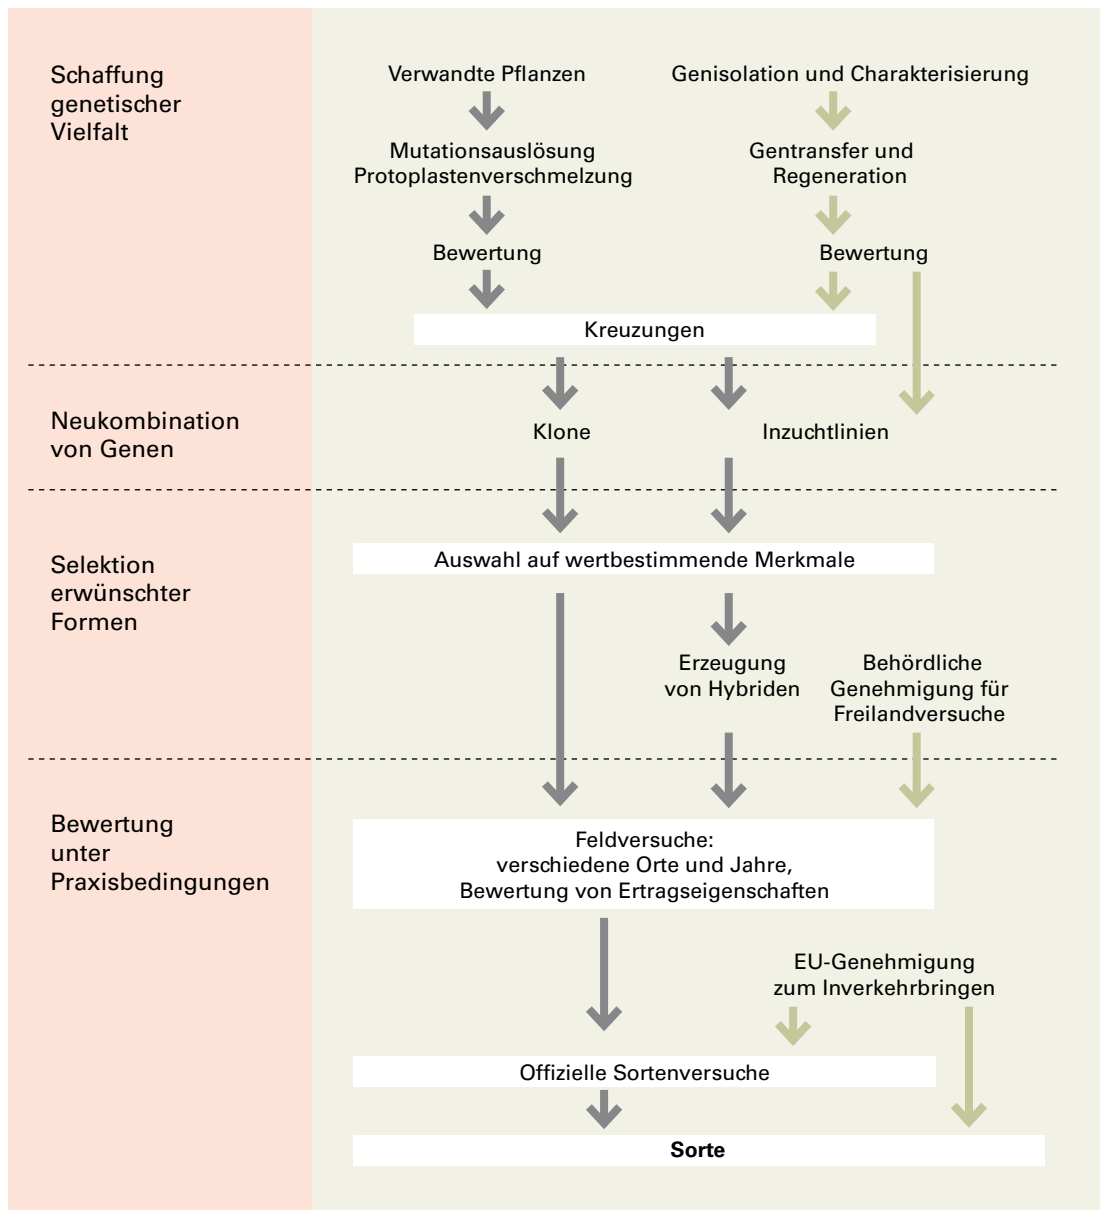 Schaffung
genetischer
Vielfalt
Verwandte Pflanzen
Genisolation und Charakterisierung
Mutationsauslösung
Protoplastenverschmelzung
Gentransfer und
Regeneration
Bewertung
Bewertung
Kreuzungen
Neukombination
von Genen
Klone
Inzuchtlinien
Selektion
erwünschter
Formen
Auswahl auf wertbestimmende Merkmale
Erzeugung
von Hybriden
Behördliche
Genehmigung für
Freilandversuche
Bewertung
unter
Praxisbedingungen
Feldversuche:
verschiedene Orte und Jahre,
Bewertung von Ertragseigenschaften
EU-Genehmigung
zum Inverkehrbringen
Offizielle Sortenversuche
Sorte